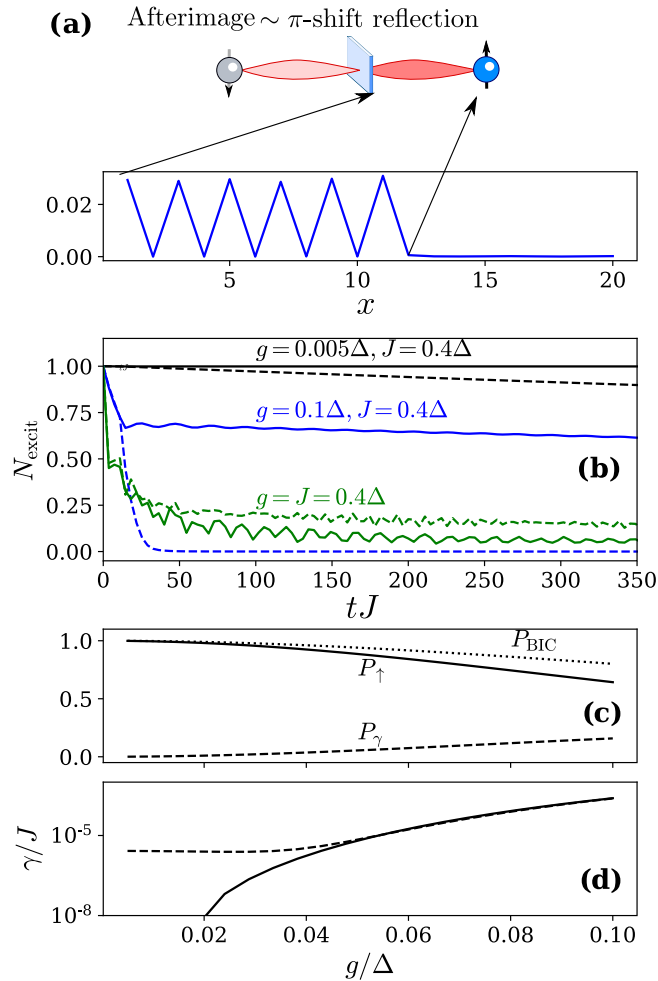 (a)
Afterimage ∼ π-shift reflection
0.02
0.00
5
10
15
20
x
g = 0.005Δ, J = 0.4Δ
1.00
0.75
0.50
0.25
0.00
N_excit
g = 0.1Δ, J = 0.4Δ
(b)
g = J = 0.4Δ
0
50
100
150
200
250
300
350
tJ
1.0
0.5
0.0
P_BIC
P_↑
(c)
P_γ
γ/J
10^-5
10^-8
(d)
0.02
0.04
0.06
0.08
0.10
g/Δ